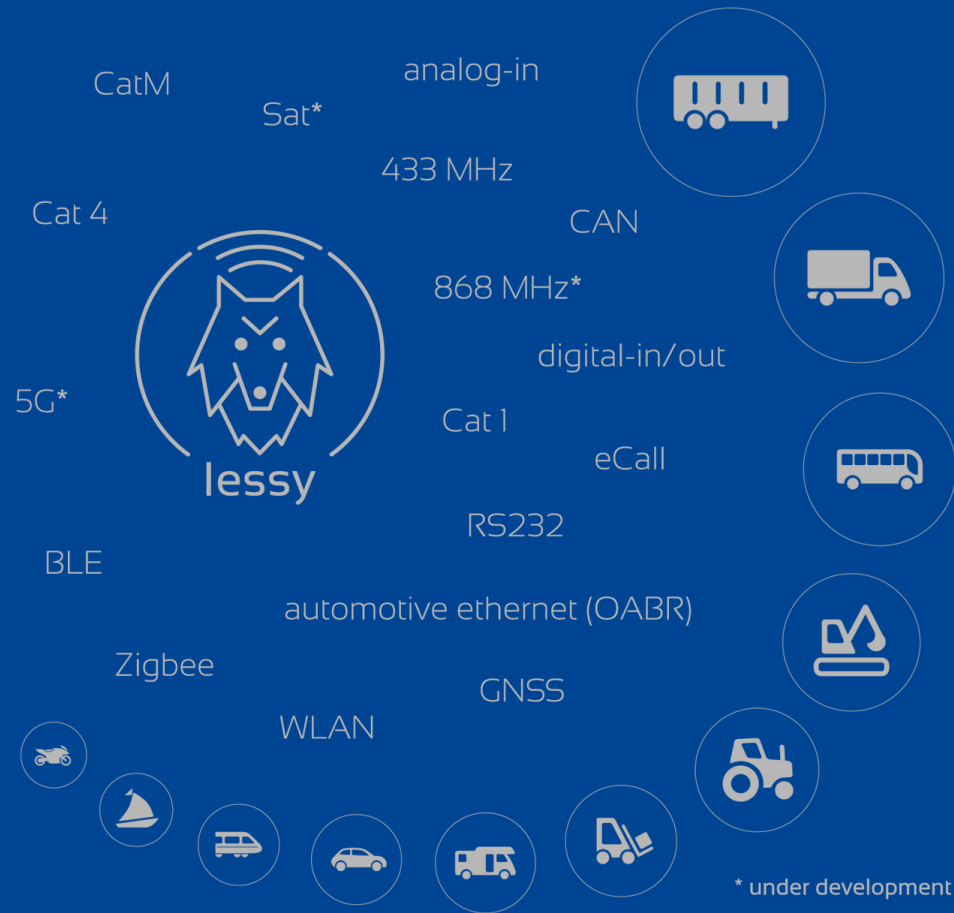 analog-in
CatM
Sat*
433 MHz
Cat 4
CAN
868 MHz*
digital-in/out
5G*
Cat 1
eCall
lessy
RS232
BLE
automotive ethernet (OABR)
Zigbee
GNSS
WLAN
* under development